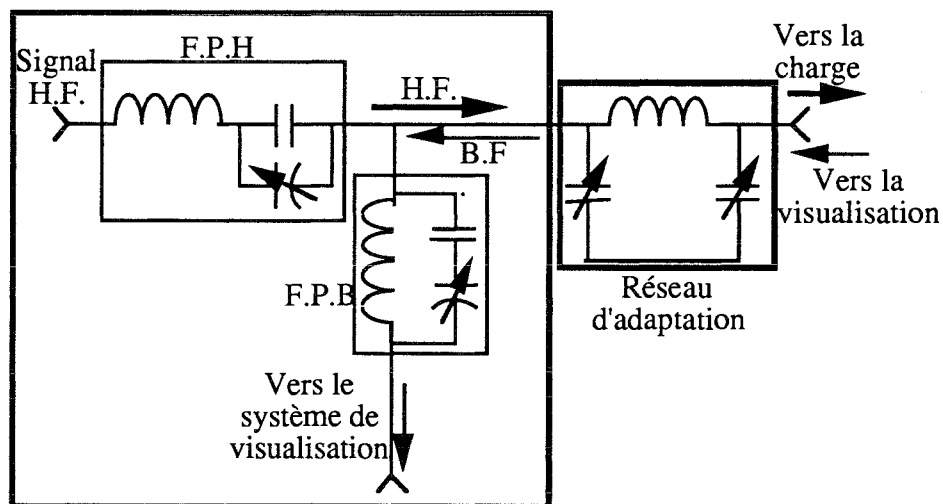 Signal
H.F.
F.P.H
H.F.
B.F
Vers la
charge
Vers la
visualisation
F.P.B
Réseau
d'adaptation
Vers le
système de
visualisation